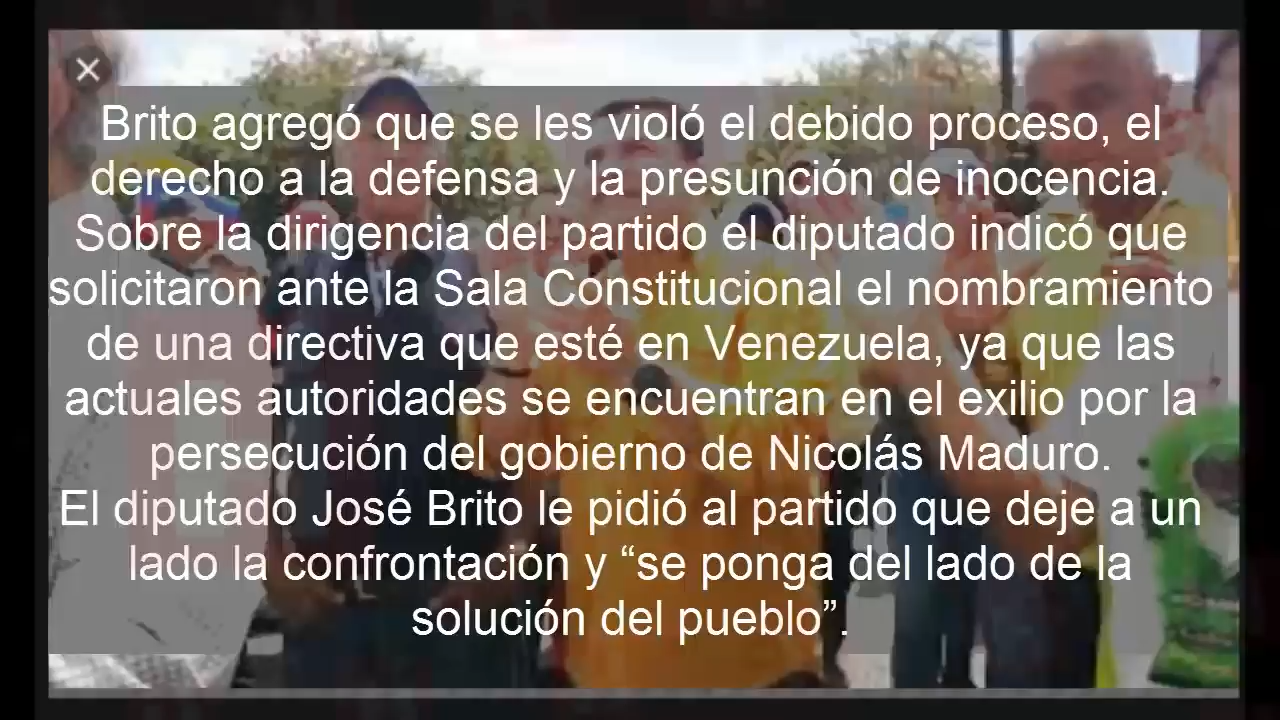 Brito agregó que se les violó el debido proceso, el
derecho a la defensa y la presunción de inocencia.
Sobre la dirigencia del partido el diputado indicó que
solicitaron ante la Sala Constitucional el nombramiento
de una directiva que esté en Venezuela, ya que las
actuales autoridades se encuentran en el exilio por la
persecución del gobierno de Nicolás Maduro.
El diputado José Brito le pidió al partido que deje a un
lado la confrontación y “se ponga del lado de la
solución del pueblo”.